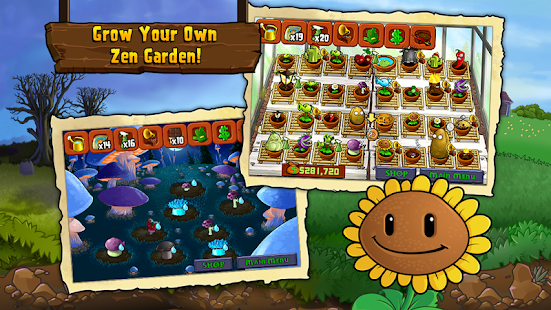 Grow Your Own
Zen Garden!
x19
x20
$281,720
SHOP
MAIN MENU
x14
x16
x10
SHOP
MAIN MENU